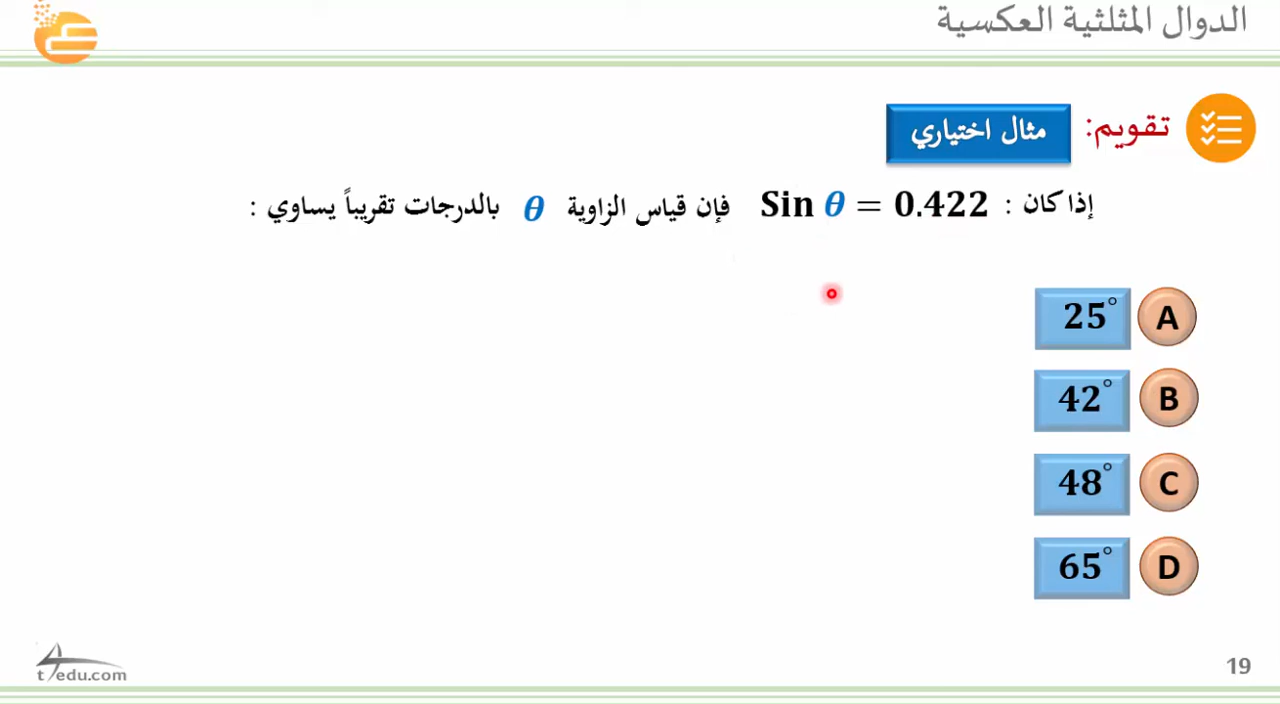 الدوال المثلثية العكسية
تقويم: مثال اختياري
إذا كان : Sin θ = 0.422 فإن قياس الزاوية θ بالدرجات تقريباً يساوي :
A 25°
B 42°
C 48°
D 65°
t4edu.com
19